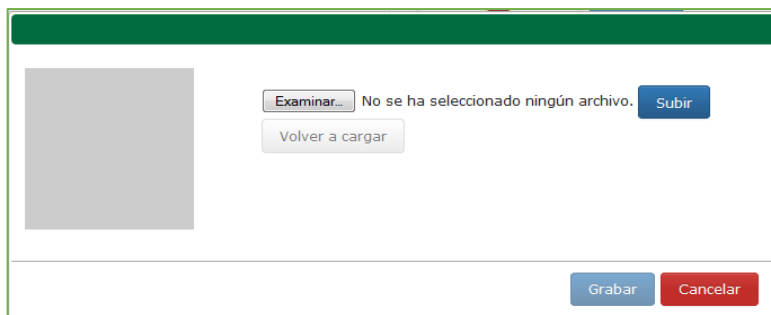 Examinar... No se ha seleccionado ningún archivo. Subir
Volver a cargar
Grabar Cancelar